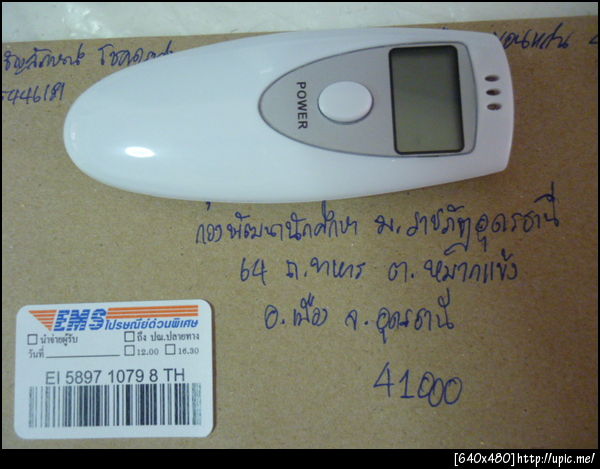 POWER
กองพัฒนานักศึกษา ม.ราชภัฏอุดรธานี
64 ถ.ทหาร ต.หมากแข้ง
อ.เมือง จ.อุดรธานี
41000
EMS ไปรษณีย์ด่วนพิเศษ
นำจ่ายผู้รับ ถึง ปณ.ปลายทาง
วันที่ 12.00 16.30
EI 5897 1079 8 TH
[640x480]http://upic.me/